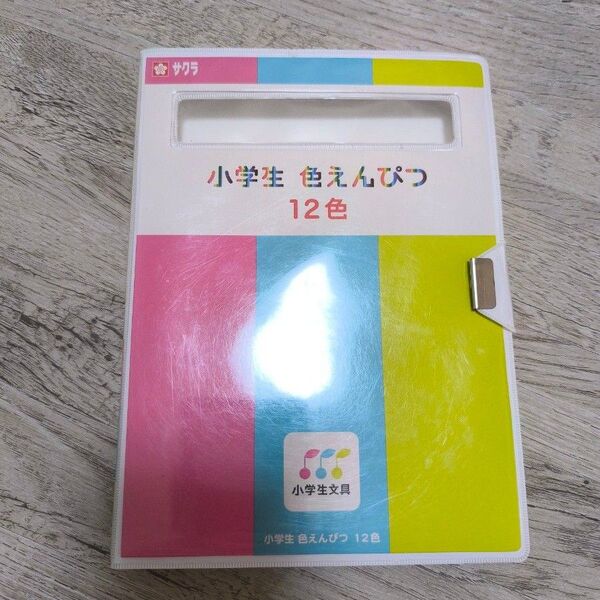 サクラ
小学生 色えんぴつ
12色
小学生文具
小学生 色えんぴつ 12色